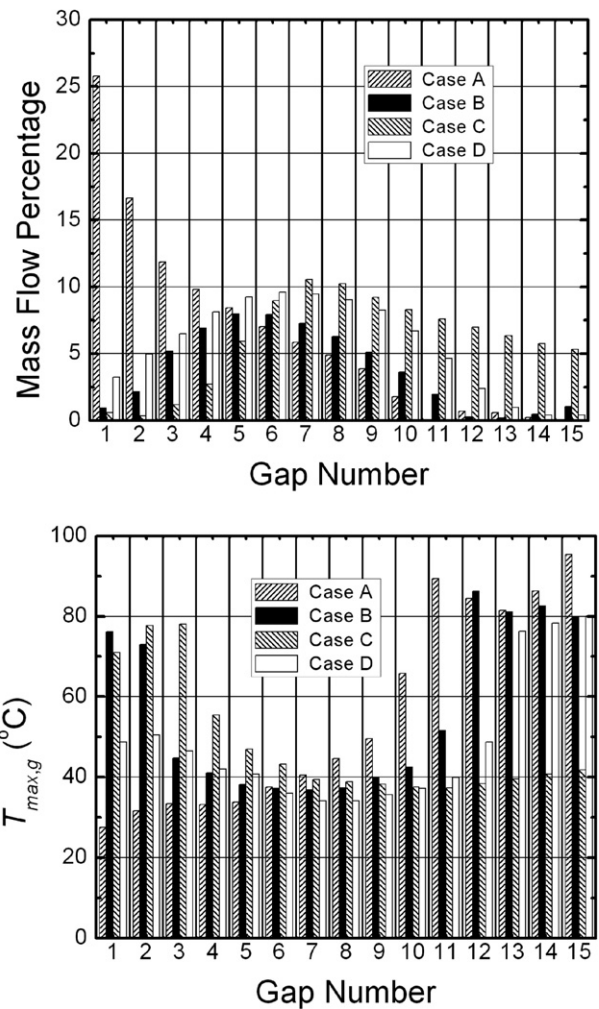 30
25
20
15
10
5
0
Mass Flow Percentage
Case A
Case B
Case C
Case D
1 2 3 4 5 6 7 8 9 10 11 12 13 14 15
Gap Number
100
80
60
40
20
0
T_max,g (°C)
Case A
Case B
Case C
Case D
1 2 3 4 5 6 7 8 9 10 11 12 13 14 15
Gap Number